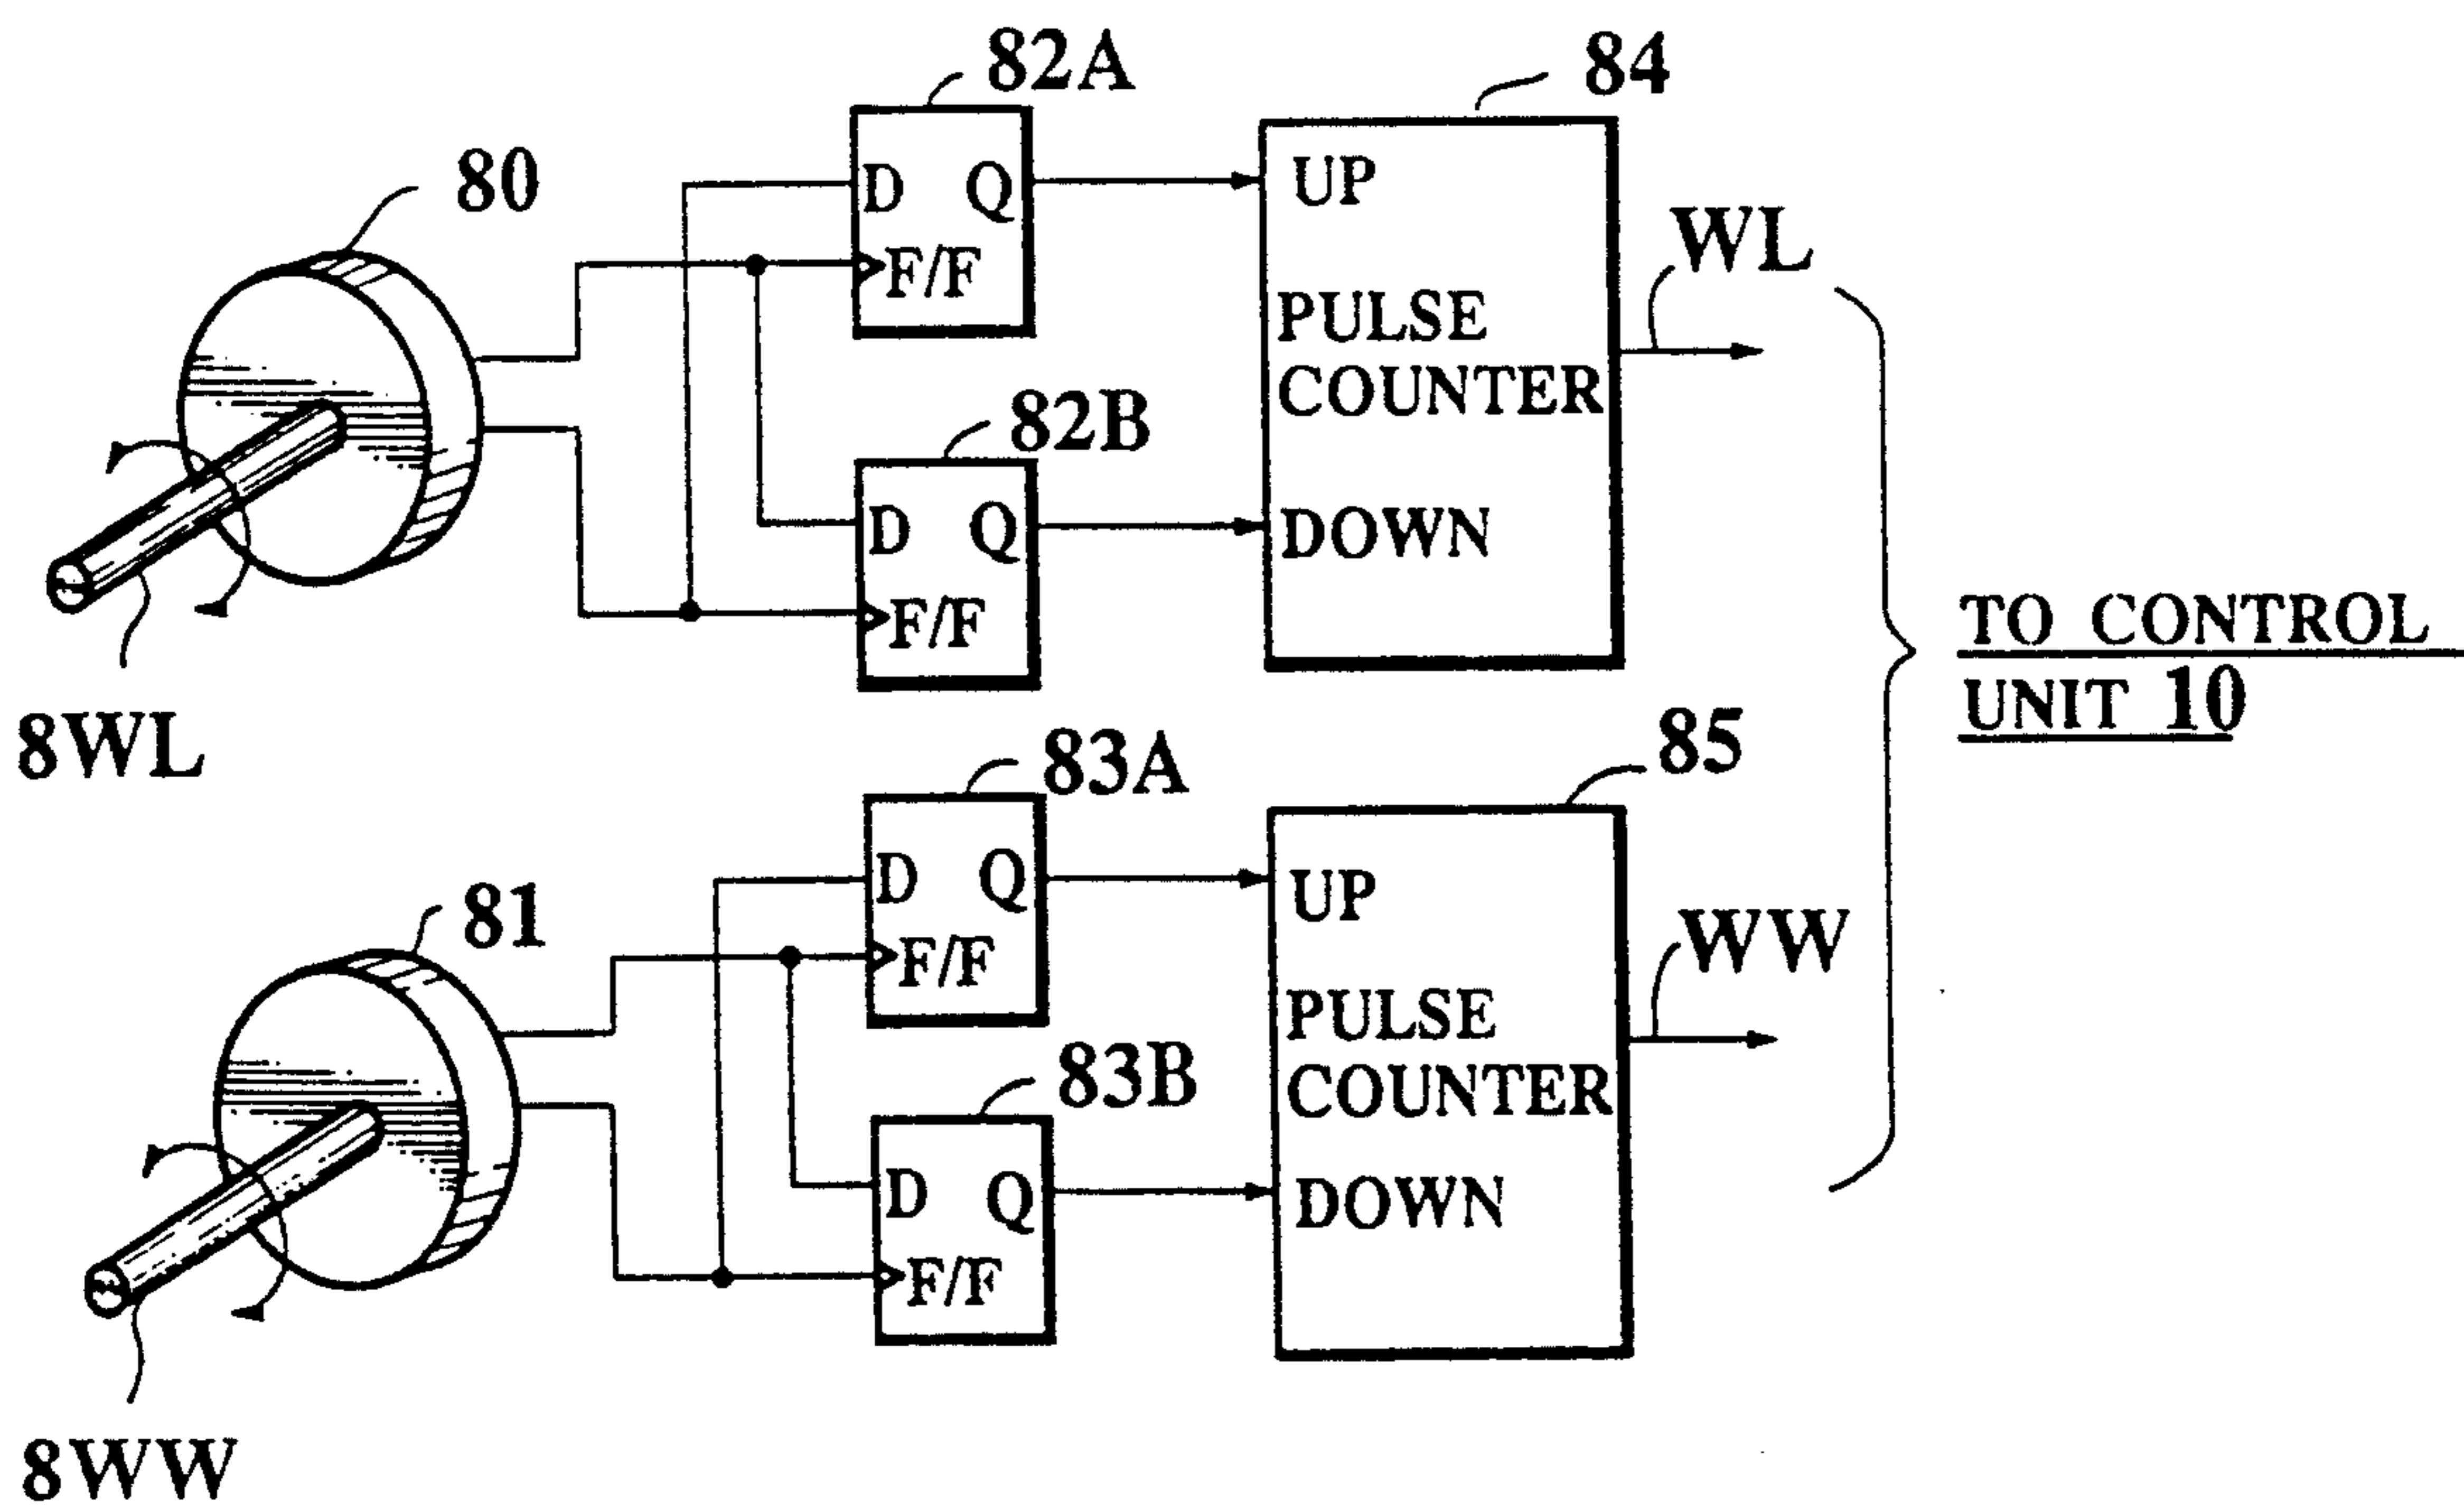 82A
84
80
D Q
F/F
UP
PULSE
COUNTER
DOWN
WL
82B
D Q
F/F
8WL
TO CONTROL
UNIT 10
83A
85
81
D Q
F/F
UP
PULSE
COUNTER
DOWN
WW
83B
D Q
F/F
8WW